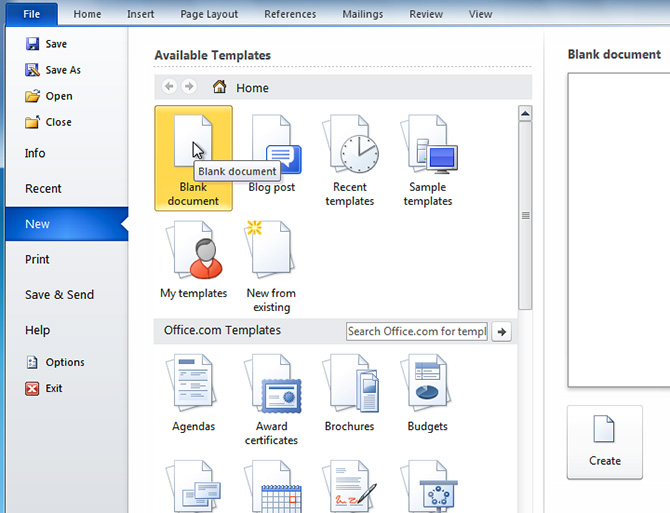 File Home Insert Page Layout References Mailings Review View
Save
Save As
Open
Close
Info
Recent
New
Print
Save & Send
Help
Options
Exit
Available Templates
Home
Blank
document
Blank document
Blog post
Recent
templates
Sample
templates
My templates
New from
existing
Office.com Templates
Search Office.com for templ
Agendas
Award
certificates
Brochures
Budgets
Blank document
Create